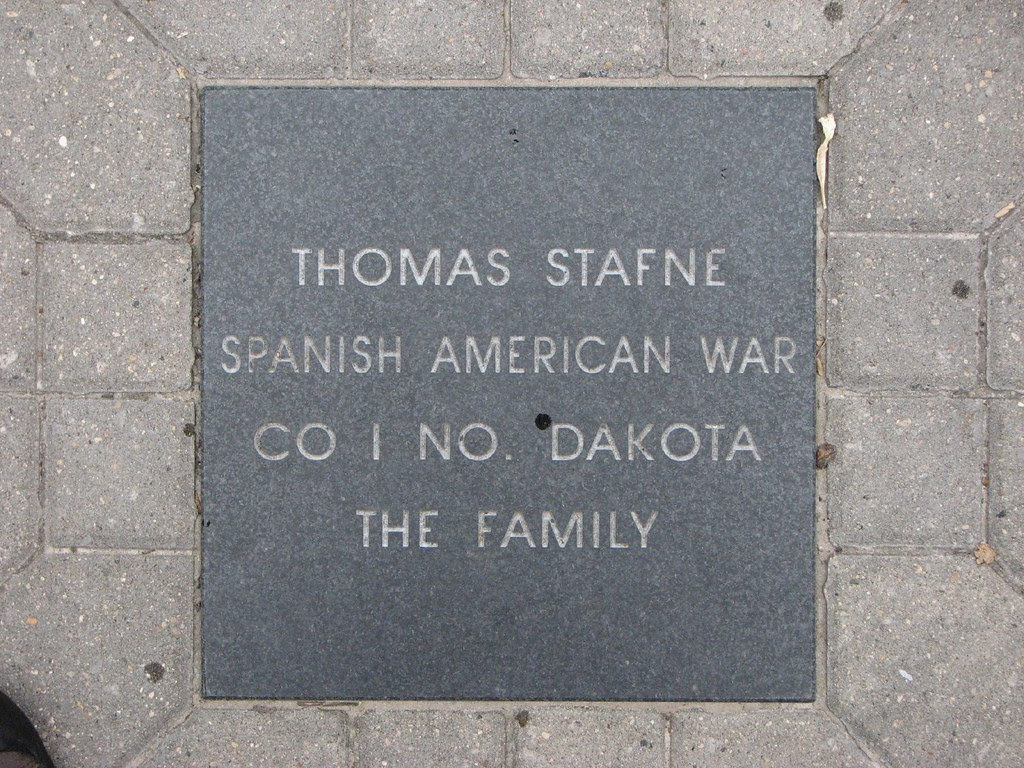 THOMAS STAFNE
SPANISH AMERICAN WAR
CO I NO. DAKOTA
THE FAMILY